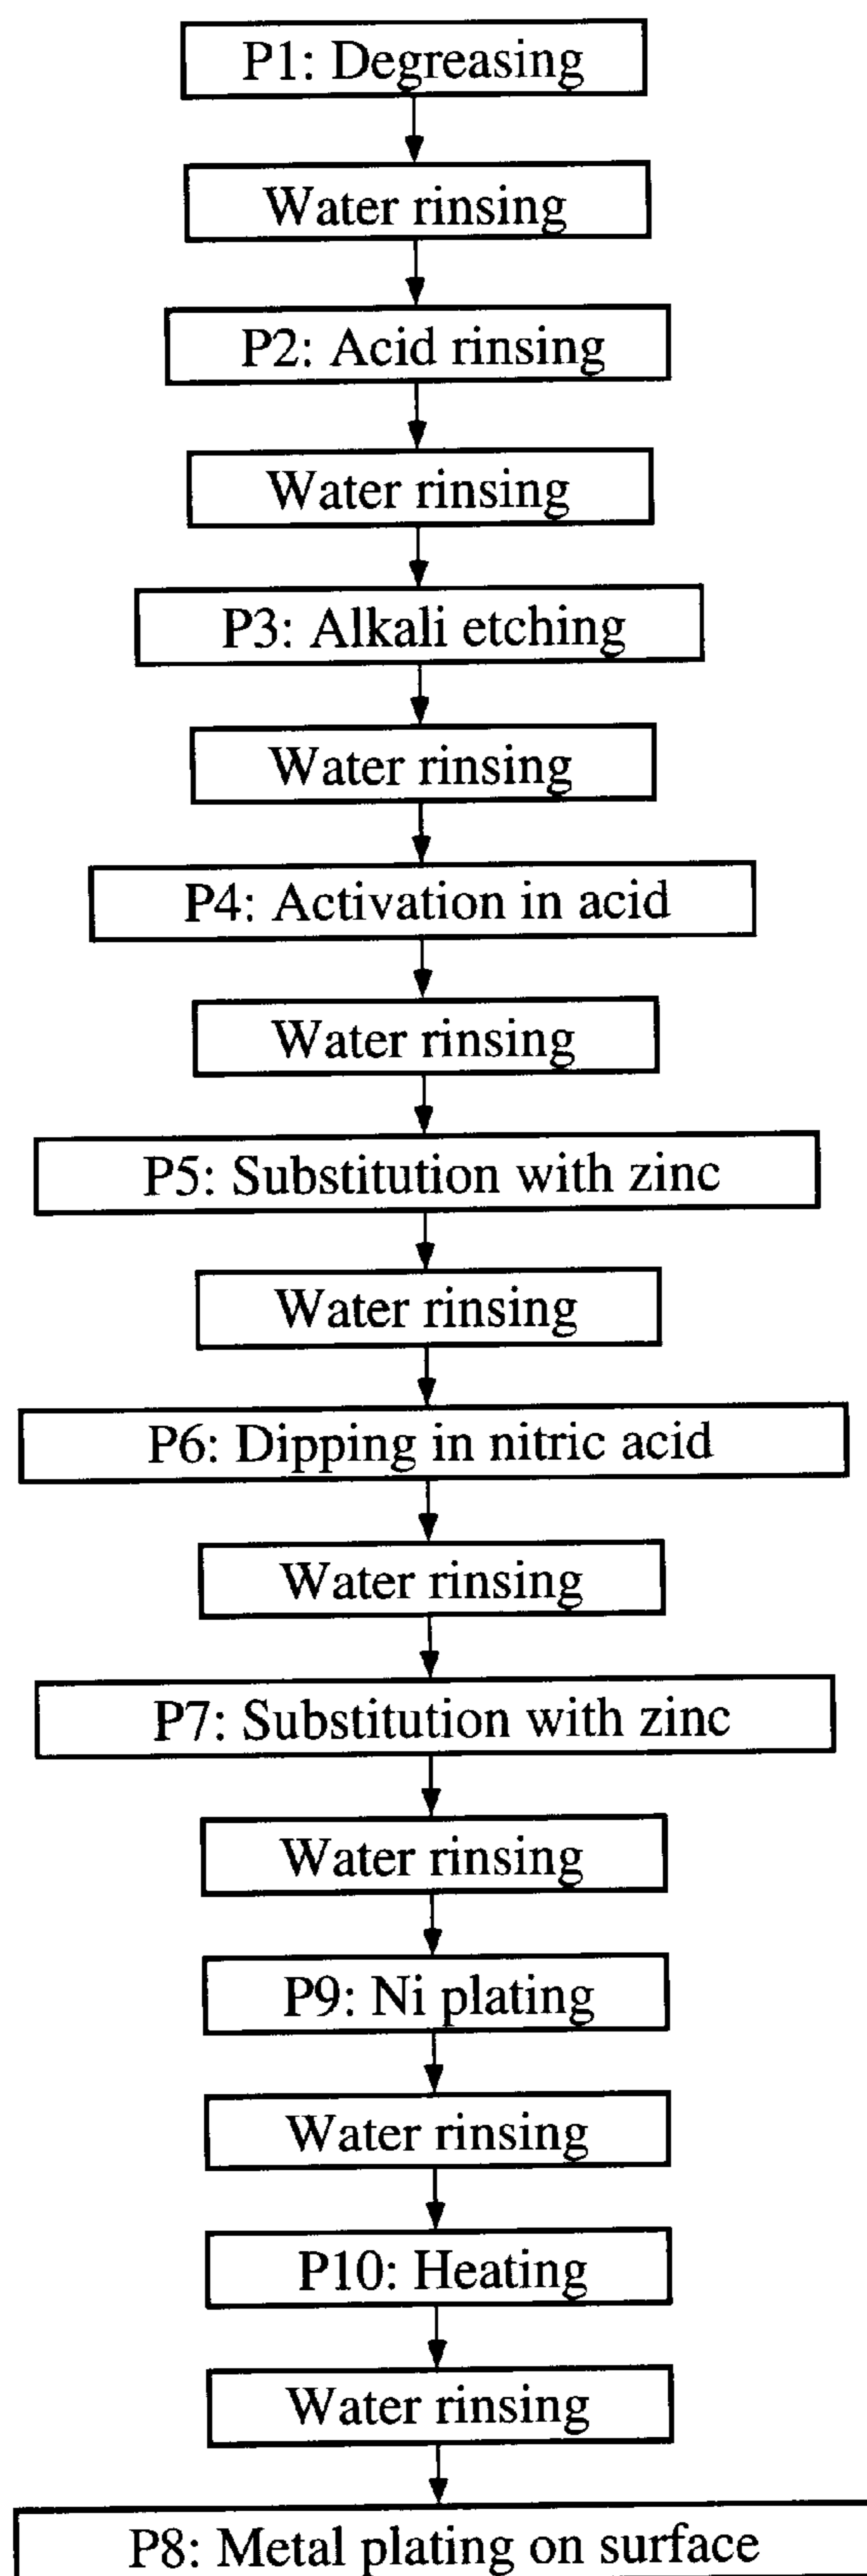 P1: Degreasing
Water rinsing
P2: Acid rinsing
Water rinsing
P3: Alkali etching
Water rinsing
P4: Activation in acid
Water rinsing
P5: Substitution with zinc
Water rinsing
P6: Dipping in nitric acid
Water rinsing
P7: Substitution with zinc
Water rinsing
P9: Ni plating
Water rinsing
P10: Heating
Water rinsing
P8: Metal plating on surface